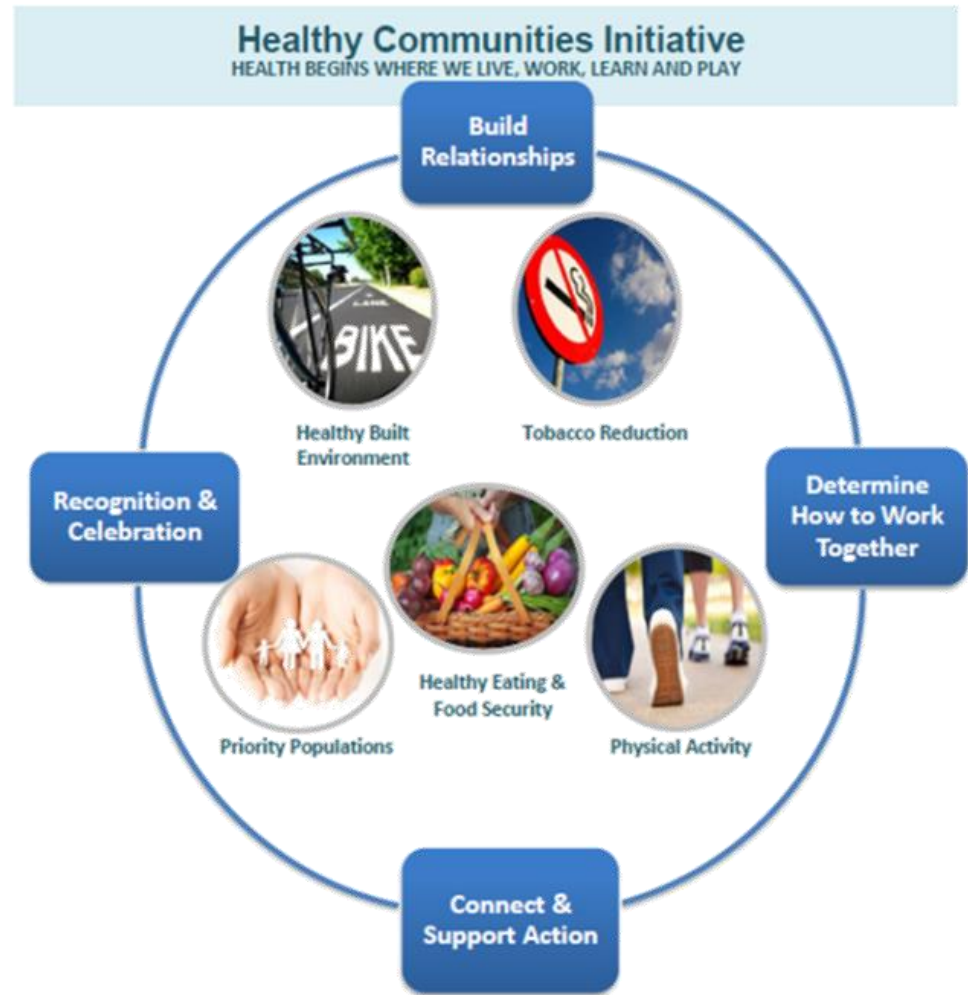 Healthy Communities Initiative
HEALTH BEGINS WHERE WE LIVE, WORK, LEARN AND PLAY
Build
Relationships
LANE
BIKE
Healthy Built
Environment
Tobacco Reduction
Recognition &
Celebration
Determine
How to Work
Together
Healthy Eating &
Food Security
Priority Populations
Physical Activity
Connect &
Support Action